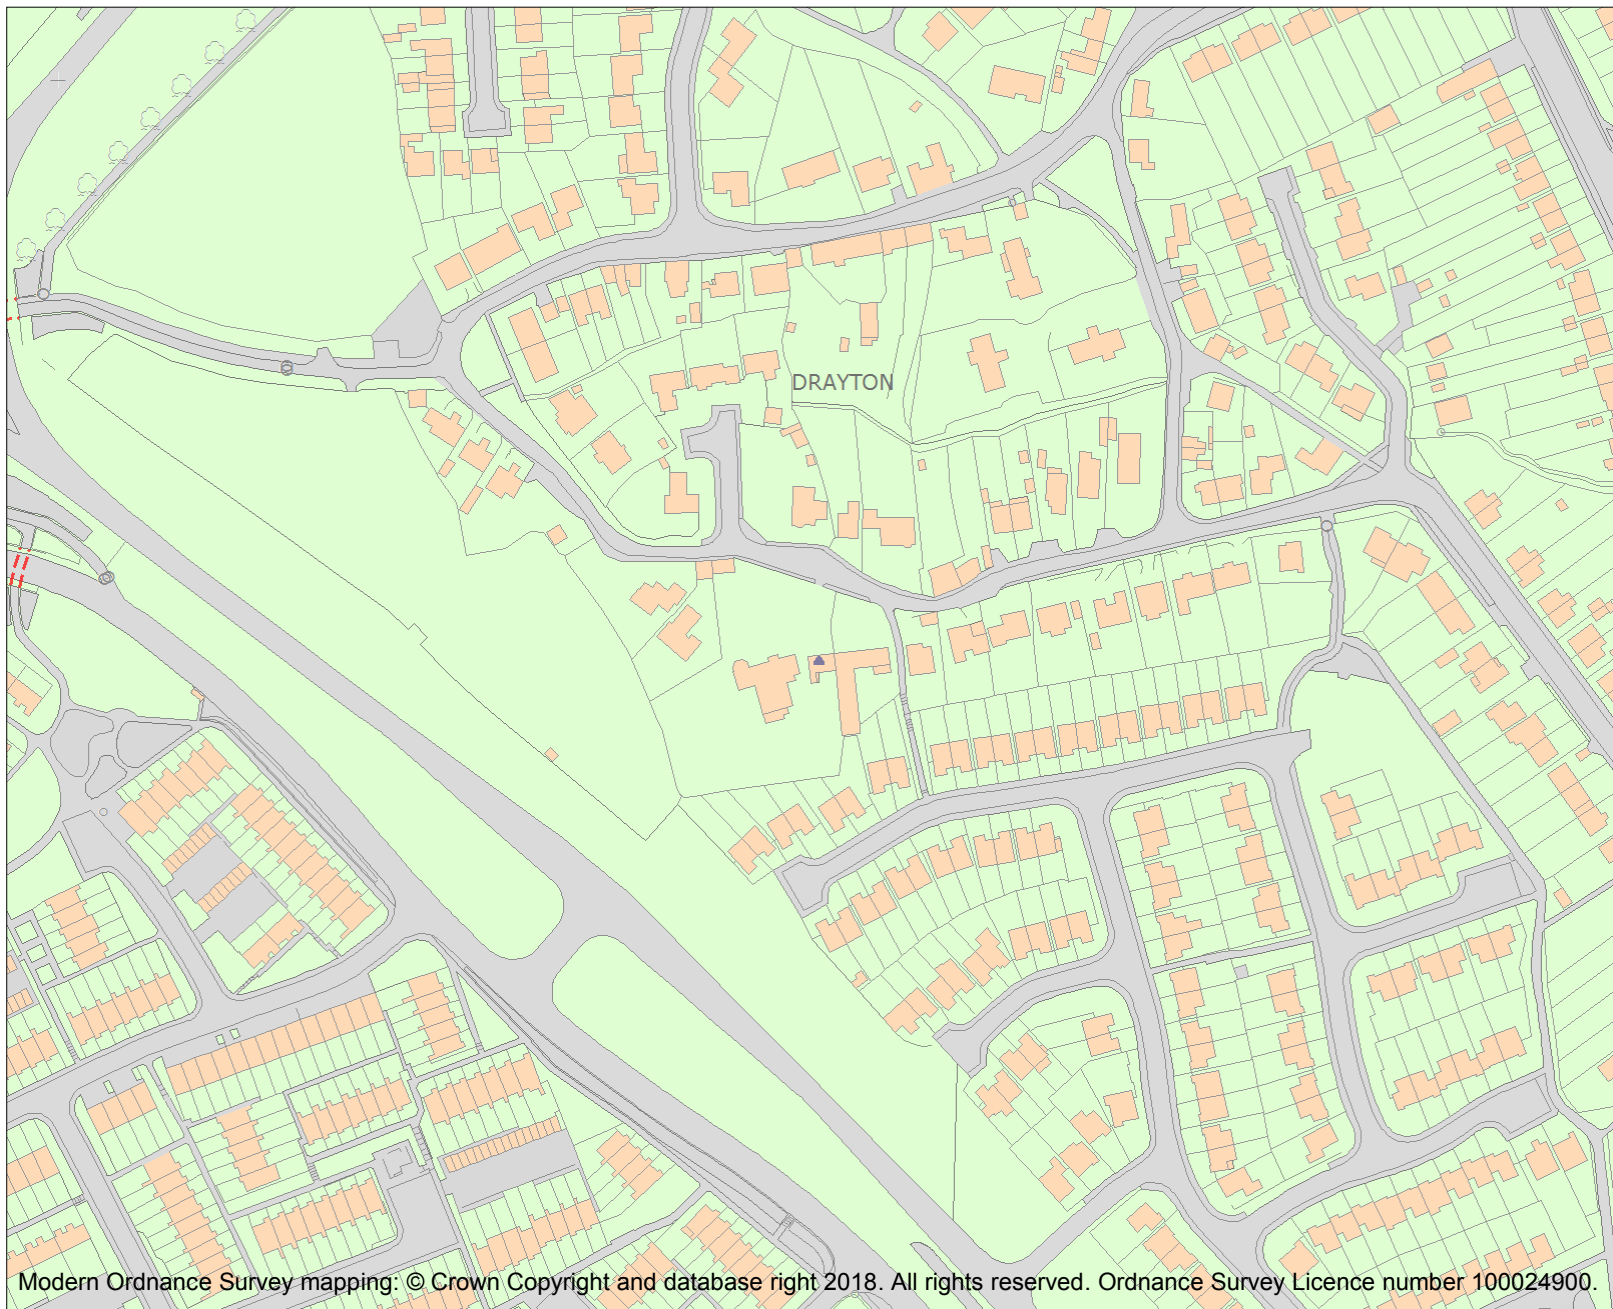 DRAYTON
Modern Ordnance Survey mapping: © Crown Copyright and database right 2018. All rights reserved. Ordnance Survey Licence number 100024900.